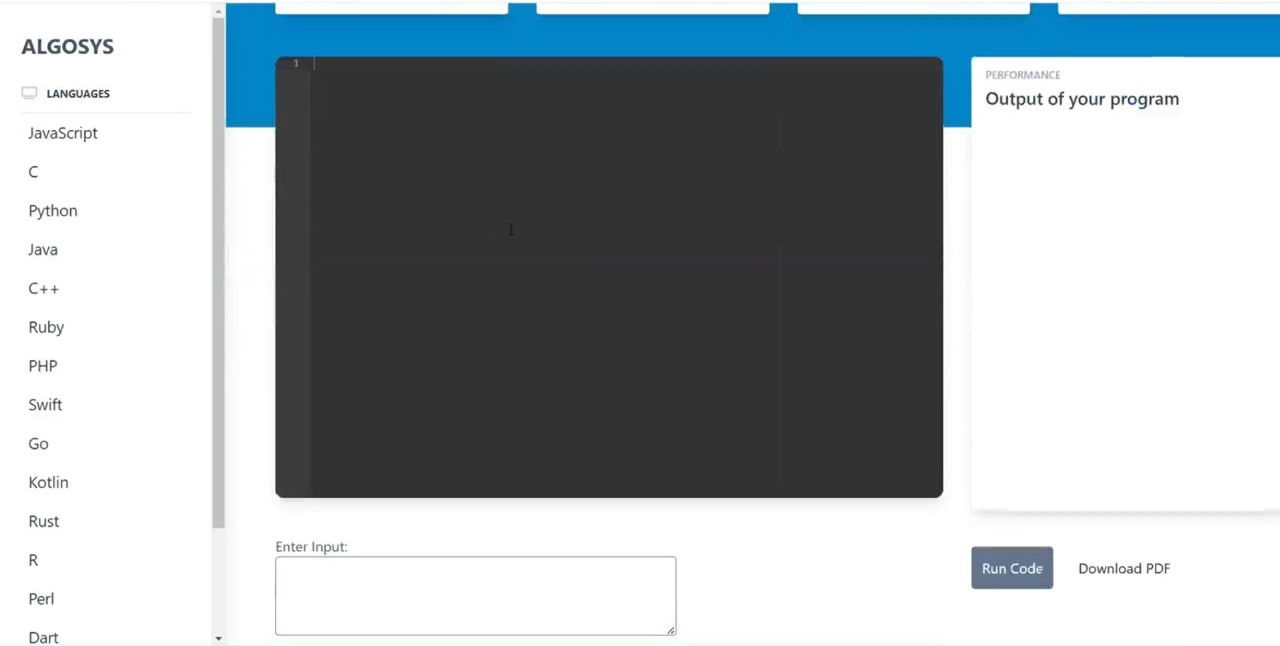 ALGOSYS
LANGUAGES
JavaScript
C
Python
Java
C++
Ruby
PHP
Swift
Go
Kotlin
Rust
R
Perl
Dart
1
PERFORMANCE
Output of your program
Enter Input:
Run Code
Download PDF